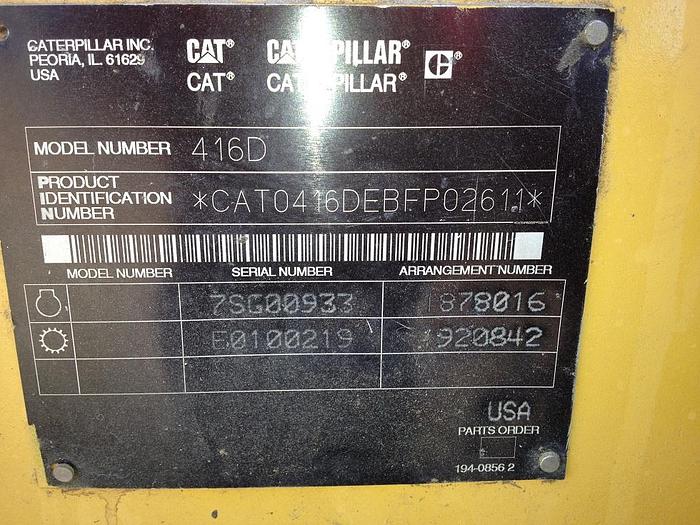 CATERPILLAR INC.
PEORIA, IL. 61629
USA
CAT® CATERPILLAR® C®
CAT® CATERPILLAR®
MODEL NUMBER 416D
PRODUCT
IDENTIFICATION
NUMBER
*CAT0416DEBFP02611*
MODEL NUMBER SERIAL NUMBER ARRANGEMENT NUMBER
7SG00933 1878016
E0100219 1920842
USA
PARTS ORDER
194-0856 2